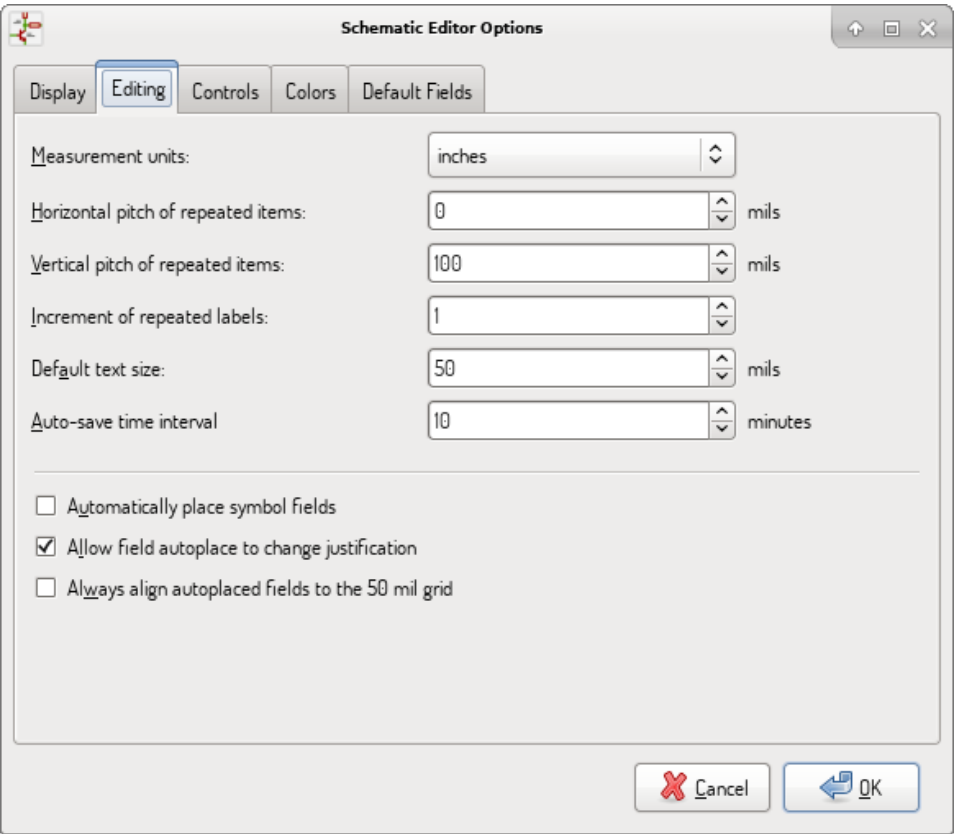 Schematic Editor Options
Display Editing Controls Colors Default Fields
Measurement units: inches
Horizontal pitch of repeated items: 0 mils
Vertical pitch of repeated items: 100 mils
Increment of repeated labels: 1
Default text size: 50 mils
Auto-save time interval 10 minutes
Automatically place symbol fields
Allow field autoplace to change justification
Always align autoplaced fields to the 50 mil grid
Cancel OK